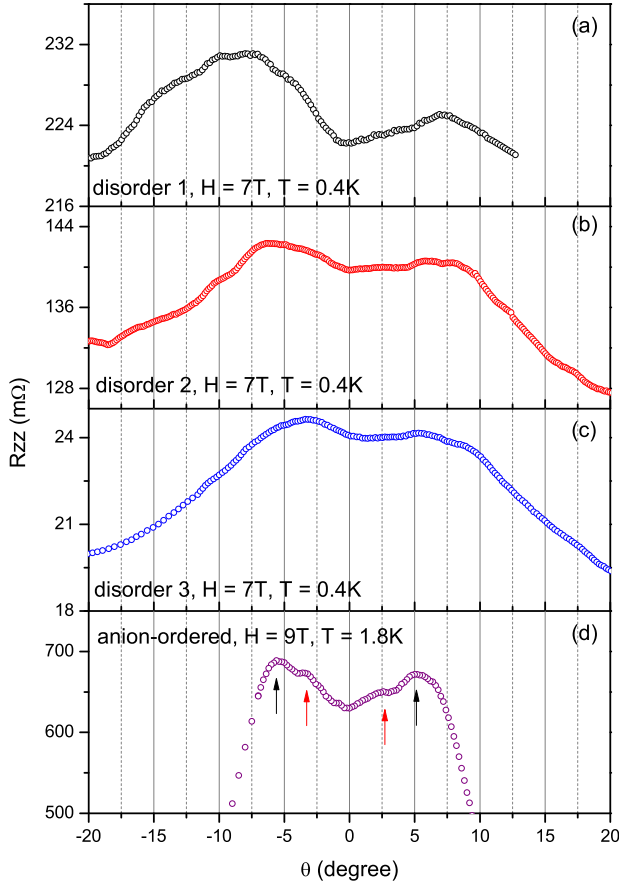 (a)
232
224
216
disorder 1, H = 7T, T = 0.4K
(b)
144
136
128
disorder 2, H = 7T, T = 0.4K
Rzz (mΩ)
(c)
24
21
18
disorder 3, H = 7T, T = 0.4K
anion-ordered, H = 9T, T = 1.8K
(d)
700
600
500
-20 -15 -10 -5 0 5 10 15 20
θ (degree)